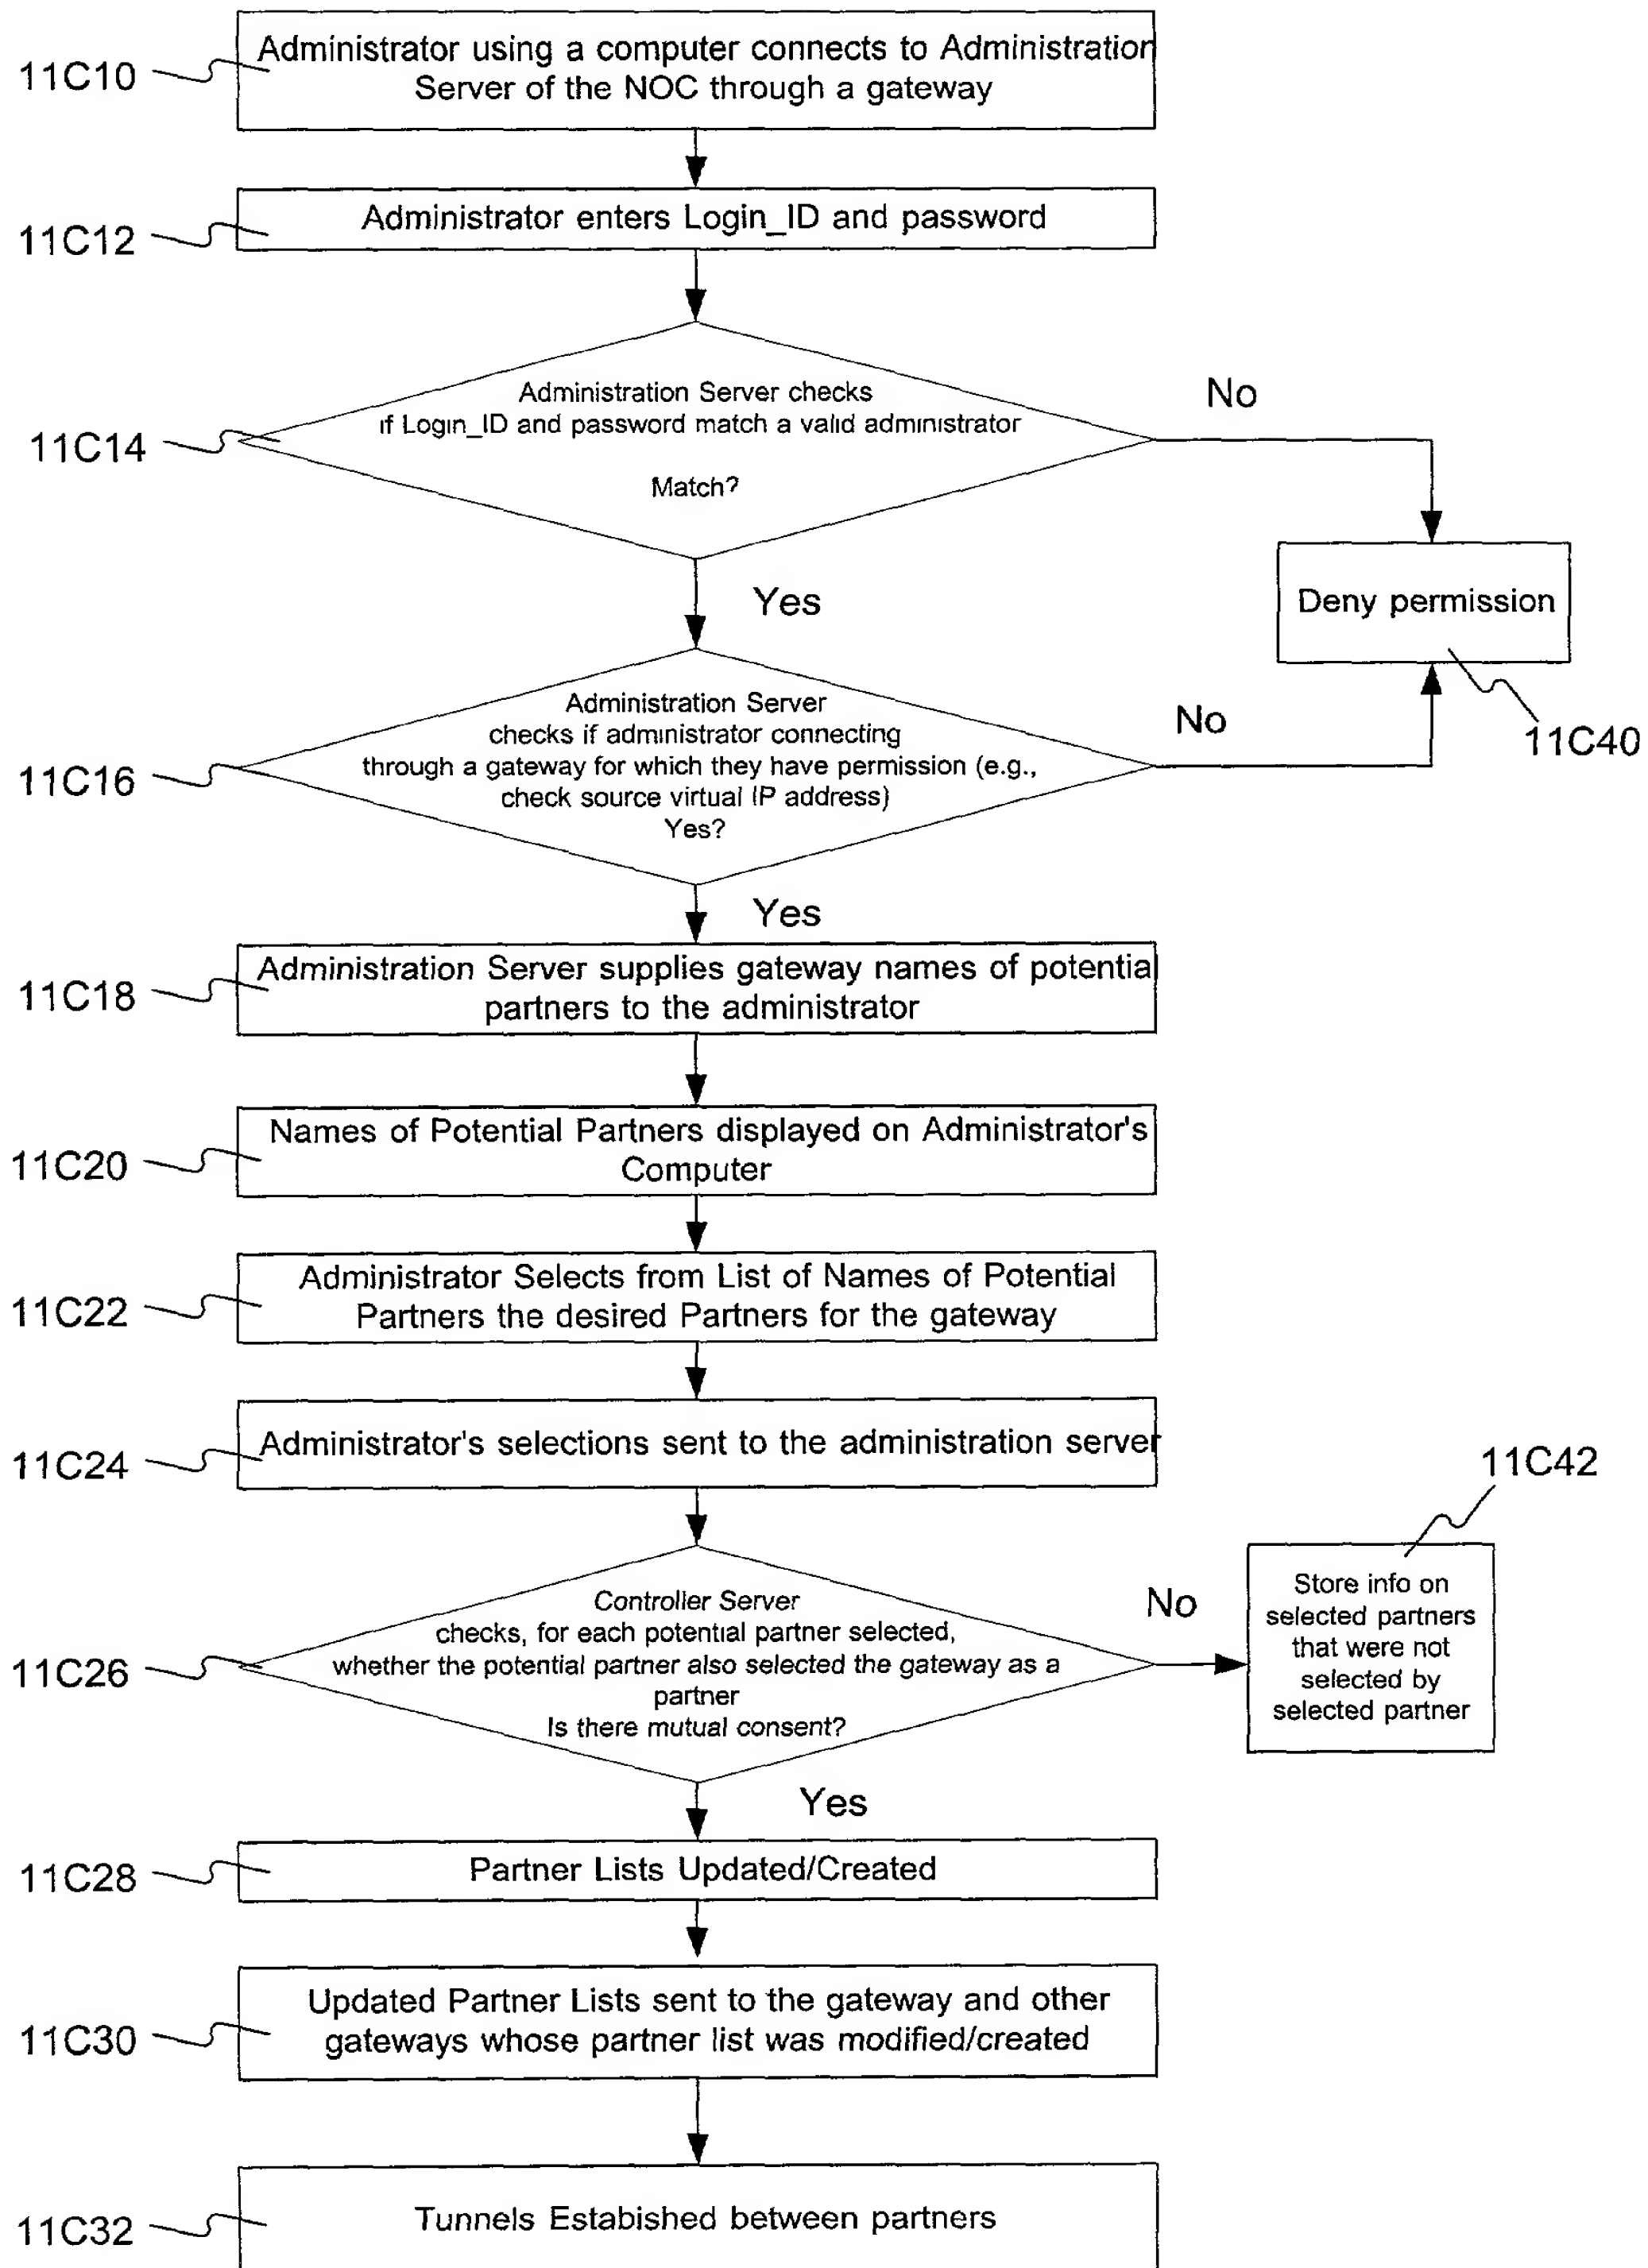 11C10
Administrator using a computer connects to Administration
Server of the NOC through a gateway
11C12
Administrator enters Login_ID and password
11C14
Administration Server checks
if Login_ID and password match a valid administrator
Match?
No
Yes
Deny permission
11C40
11C16
Administration Server
checks if administrator connecting
through a gateway for which they have permission (e.g.,
check source virtual IP address)
Yes?
No
Yes
11C18
Administration Server supplies gateway names of potential
partners to the administrator
11C20
Names of Potential Partners displayed on Administrator's
Computer
11C22
Administrator Selects from List of Names of Potential
Partners the desired Partners for the gateway
11C24
Administrator's selections sent to the administration server
11C26
Controller Server
checks, for each potential partner selected,
whether the potential partner also selected the gateway as a
partner
Is there mutual consent?
No
11C42
Store info on
selected partners
that were not
selected by
selected partner
Yes
11C28
Partner Lists Updated/Created
11C30
Updated Partner Lists sent to the gateway and other
gateways whose partner list was modified/created
11C32
Tunnels Estabished between partners